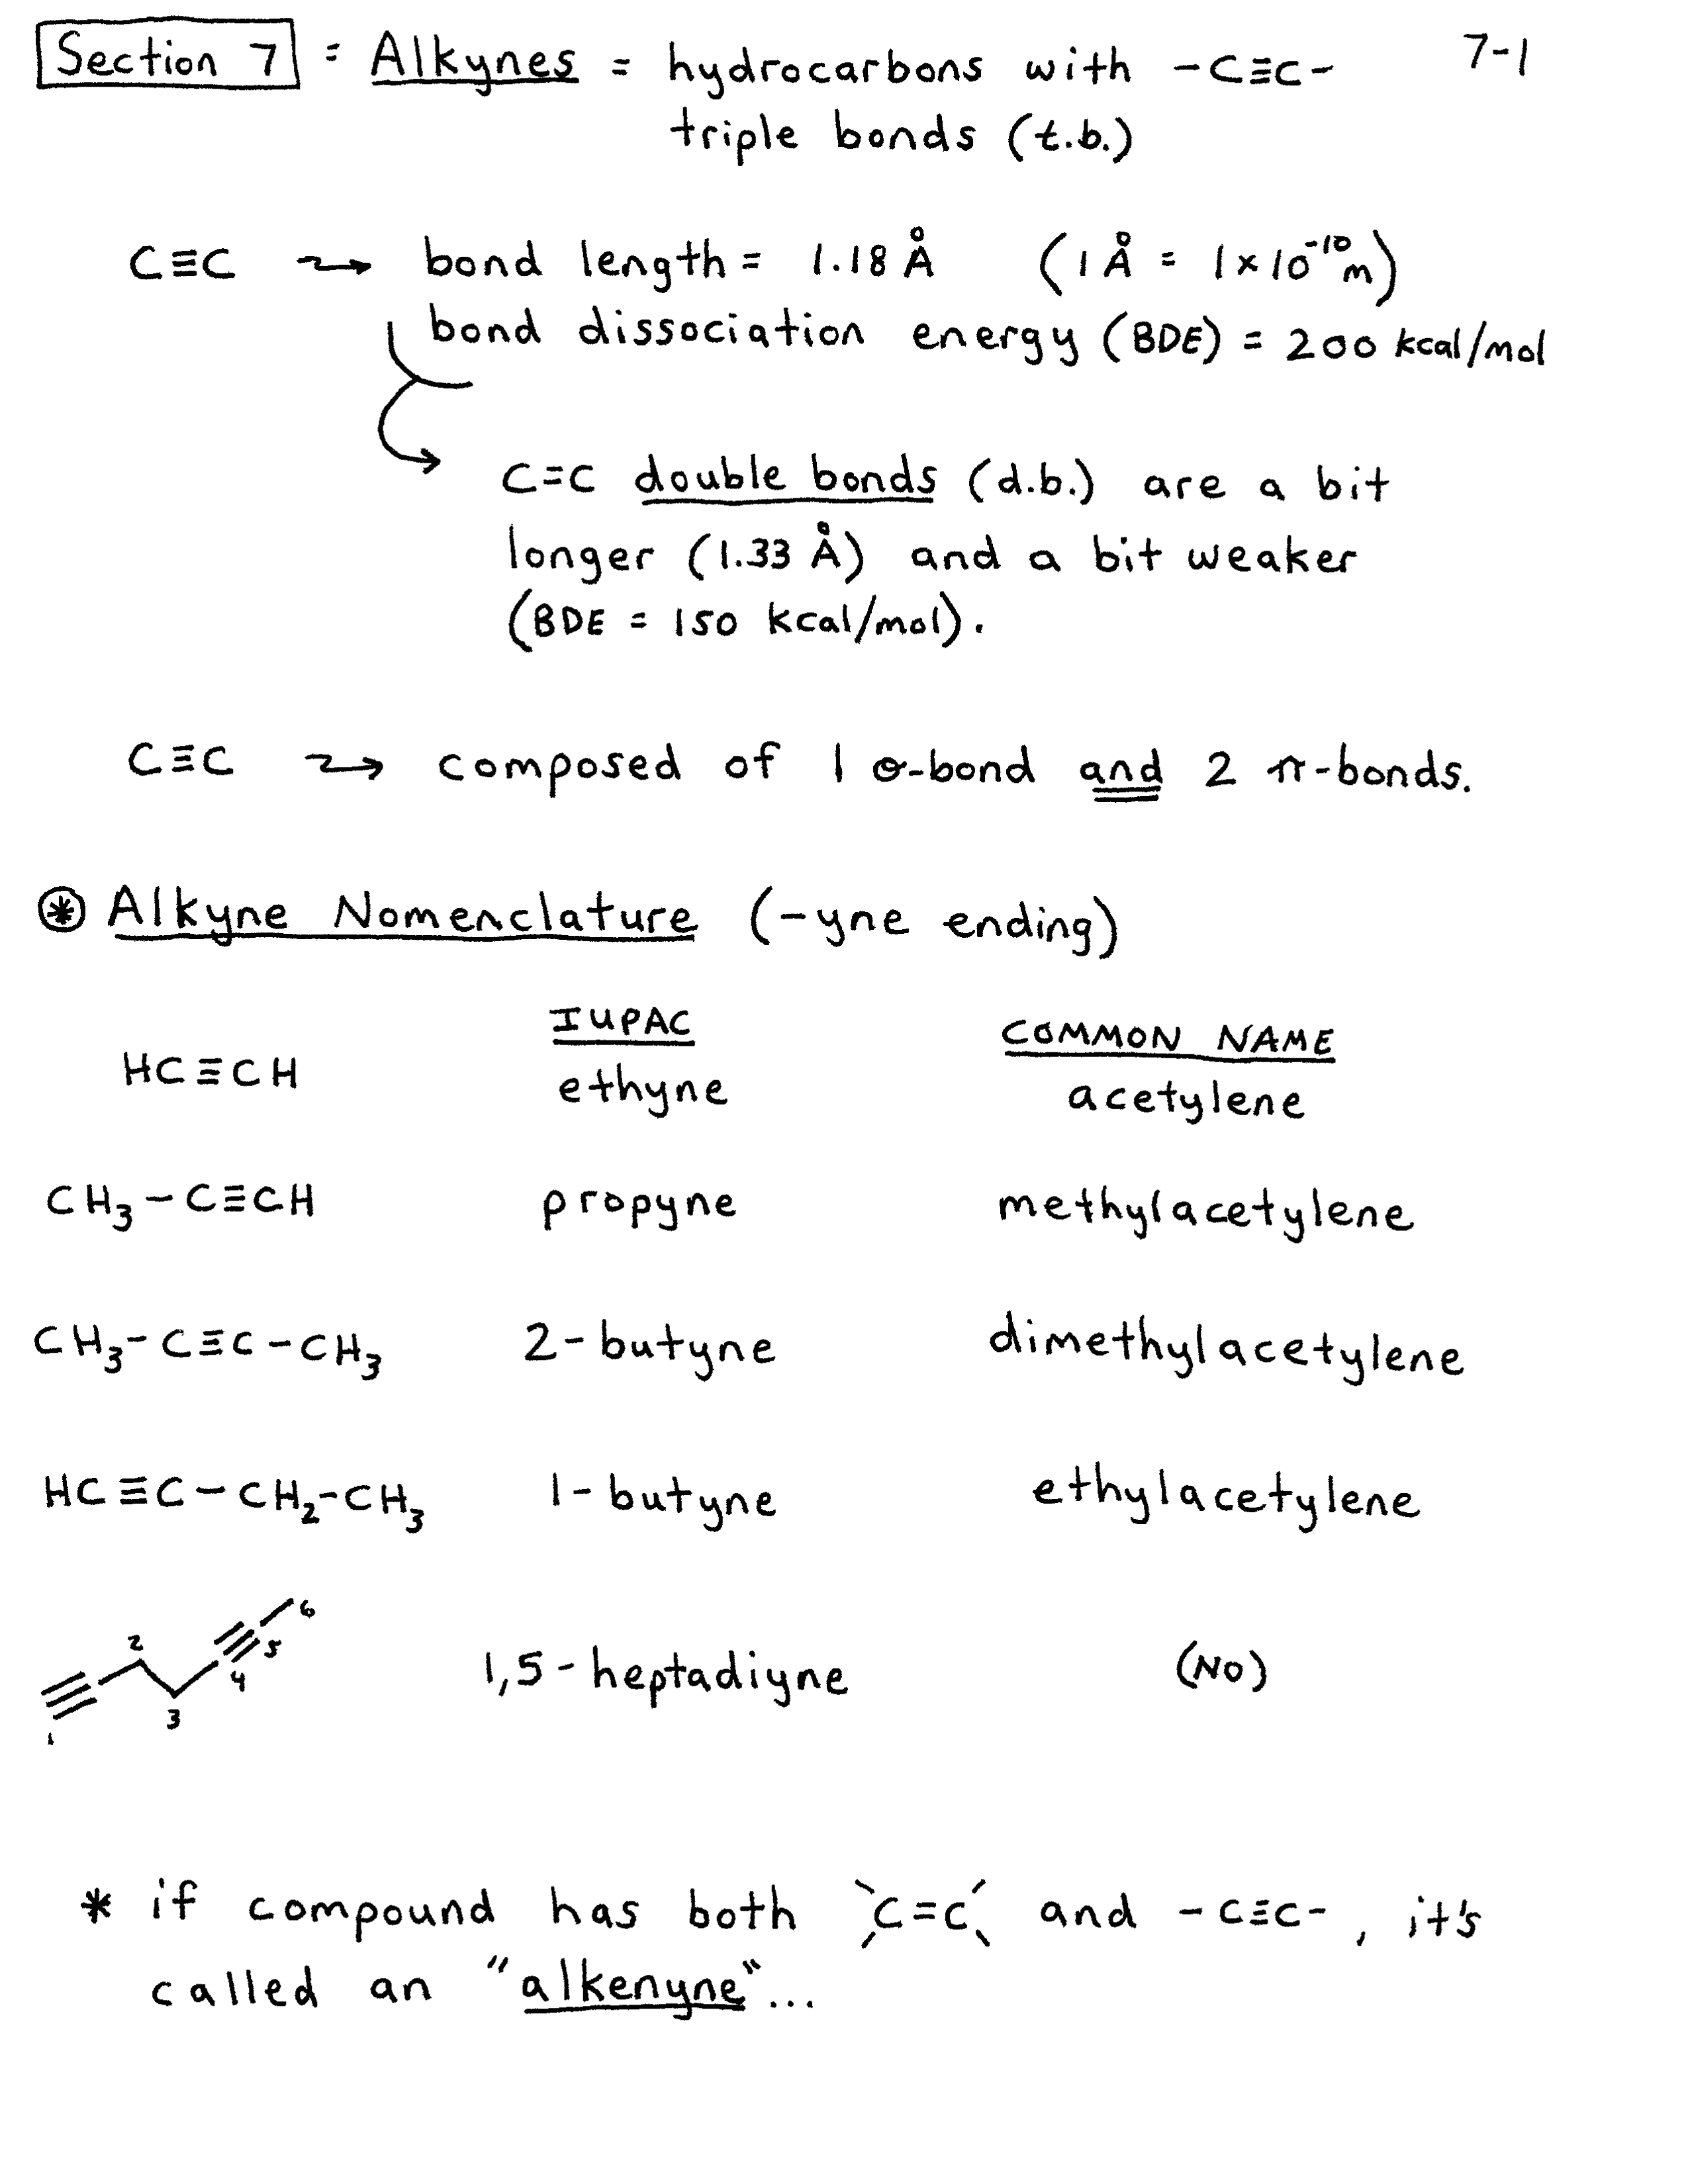 Section 7 : Alkynes = hydrocarbons with -C≡C- 7-1
triple bonds (t.b.)
C≡C → bond length = 1.18 Å (1 Å = 1x10⁻¹⁰ m)
bond dissociation energy (BDE) = 200 kcal/mol
C=C double bonds (d.b.) are a bit
longer (1.33 Å) and a bit weaker
(BDE = 150 kcal/mol).
C≡C → composed of 1 σ-bond and 2 π-bonds.
⊛ Alkyne Nomenclature (-yne ending)
IUPAC COMMON NAME
HC≡CH ethyne acetylene
CH₃-C≡CH propyne methylacetylene
CH₃-C≡C-CH₃ 2-butyne dimethylacetylene
HC≡C-CH₂-CH₃ 1-butyne ethylacetylene
1 2 3 4 5 6 1,5-heptadiyne (NO)
* if compound has both C=C and -C≡C-, it's
called an "alkenyne"...